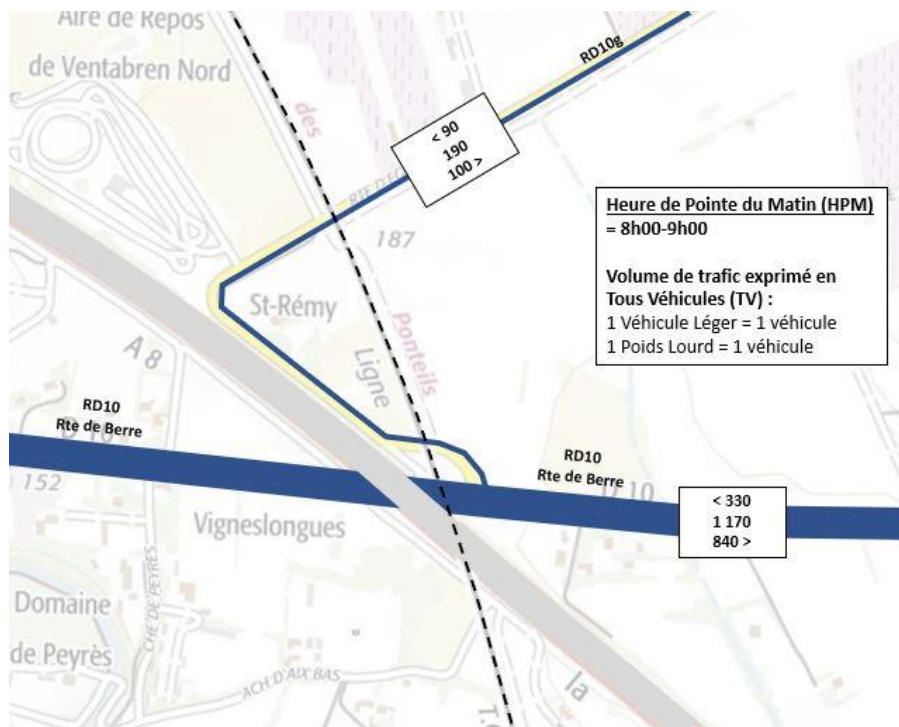 Aire de Repos
de Ventabren Nord
RD10g
des
< 90
190
100 >
187
Heure de Pointe du Matin (HPM)
= 8h00-9h00
Volume de trafic exprimé en
Tous Véhicules (TV) :
1 Véhicule Léger = 1 véhicule
1 Poids Lourd = 1 véhicule
St-Rémy
Ponteils
Ligne
A 8
RD10
Rte de Berre
152
RD10
Rte de Berre
D 10
< 330
1 170
840 >
Vigneslongues
CHE DE PEYRES
Domaine
de Peyrès
ACH D'AIX BAS
la